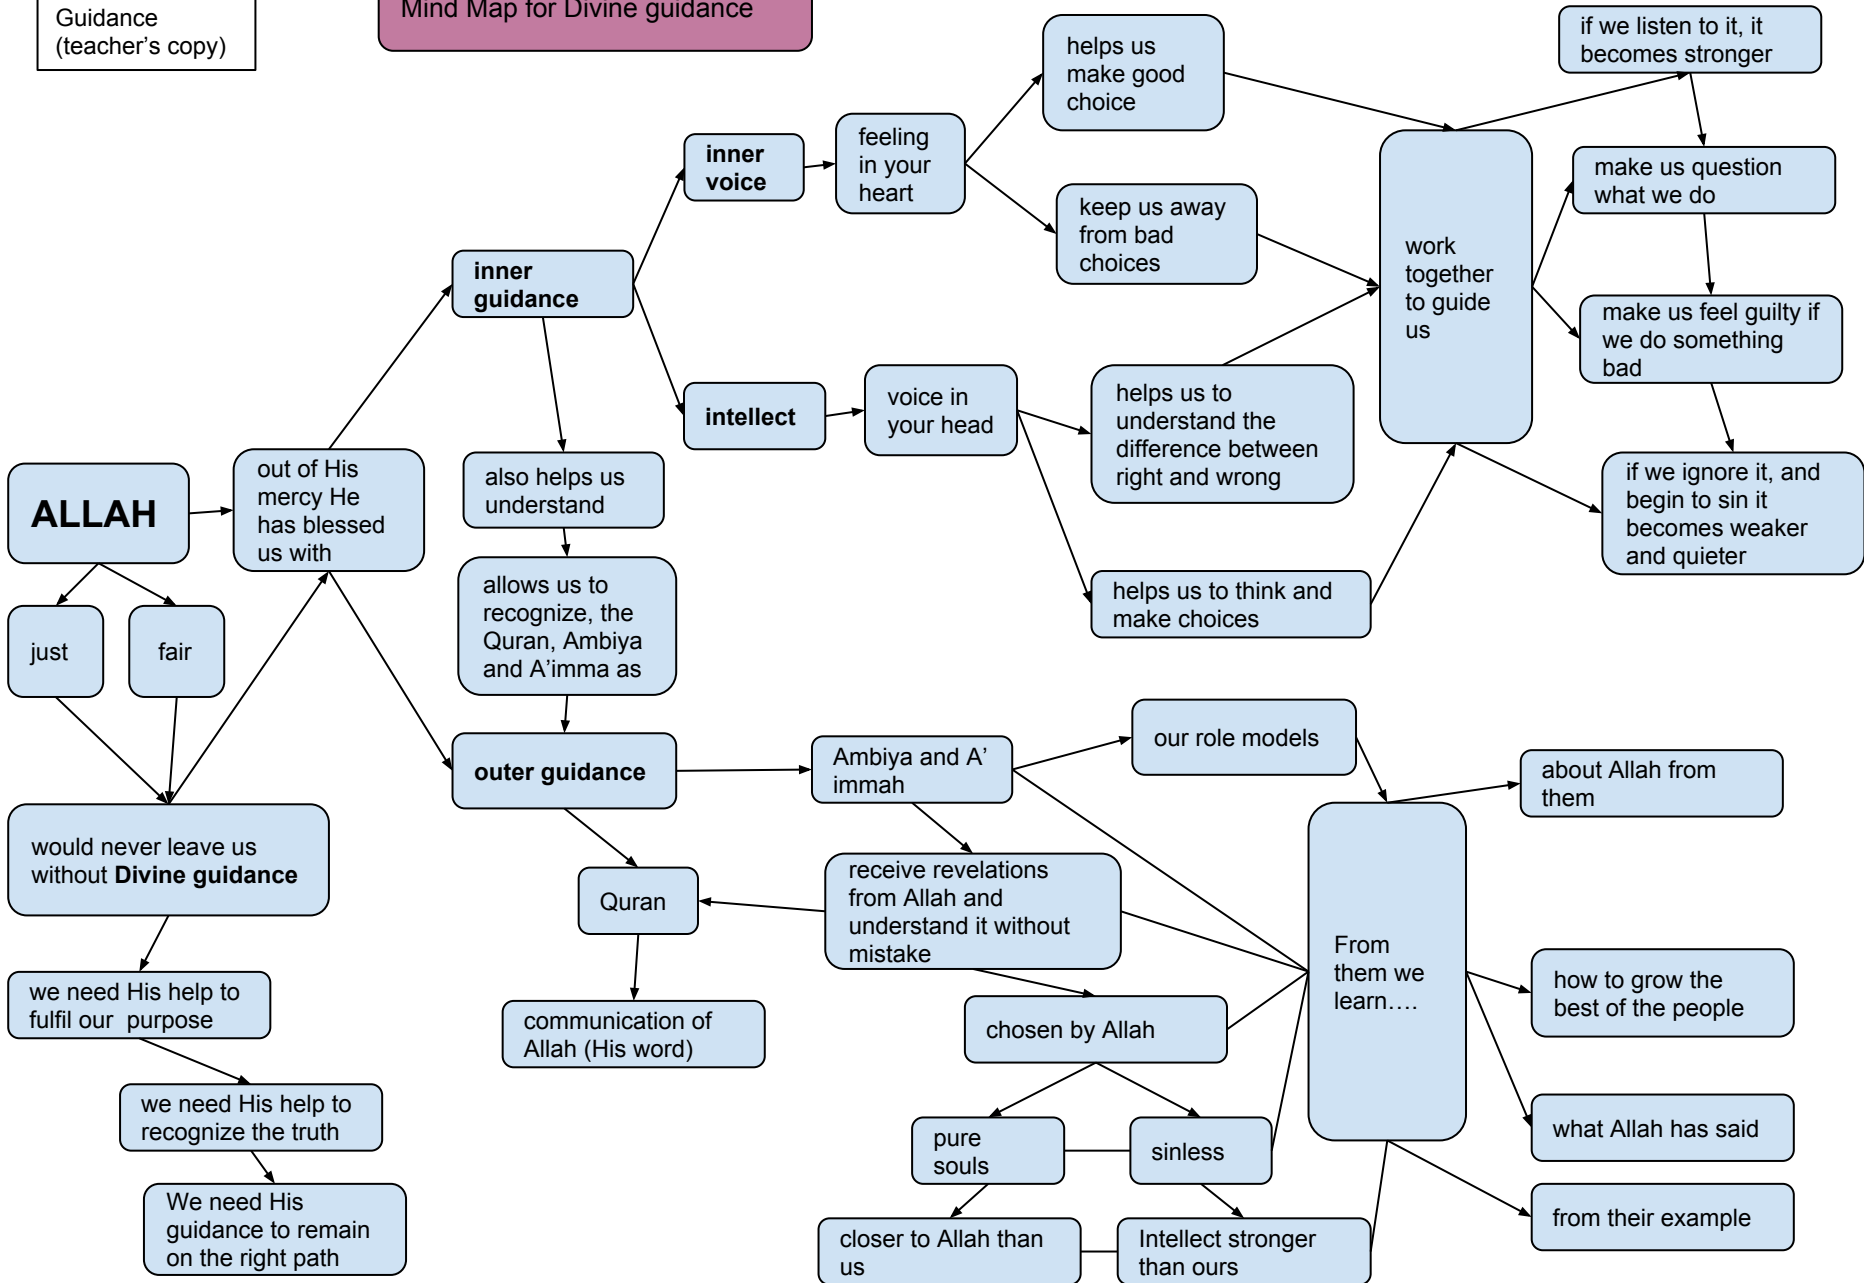 Guidance
(teacher's copy)
Mind Map for Divine guidance
ALLAH
just
fair
would never leave us
without Divine guidance
we need His help to
fulfil our purpose
we need His help to
recognize the truth
We need His
guidance to remain
on the right path
out of His
mercy He
has blessed
us with
inner
guidance
inner
voice
feeling
in your
heart
helps us
make good
choice
keep us away
from bad
choices
intellect
voice in
your head
helps us to
understand the
difference between
right and wrong
helps us to think and
make choices
work
together
to guide
us
if we listen to it, it
becomes stronger
make us question
what we do
make us feel guilty if
we do something
bad
if we ignore it, and
begin to sin it
becomes weaker
and quieter
also helps us
understand
allows us to
recognize, the
Quran, Ambiya
and A'imma as
outer guidance
Quran
communication of
Allah (His word)
Ambiya and A'
immah
our role models
receive revelations
from Allah and
understand it without
mistake
chosen by Allah
pure
souls
sinless
closer to Allah than
us
Intellect stronger
than ours
From
them we
learn….
about Allah from
them
how to grow the
best of the people
what Allah has said
from their example